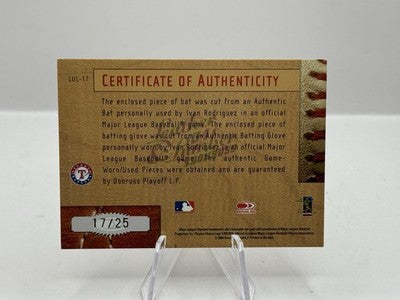 LUL-17
CERTIFICATE OF AUTHENTICITY
The enclosed piece of bat was cut from an Authentic
Bat personally used by Ivan Rodriguez in an official
Major League Baseball game. The enclosed piece of
batting glove was cut from an Authentic Batting Glove
personally worn by Ivan Rodriguez in an official Major
League Baseball game. The authentic Game-
Worn/Used Pieces were obtained and are guaranteed
by Donruss Playoff L.P.
17/25